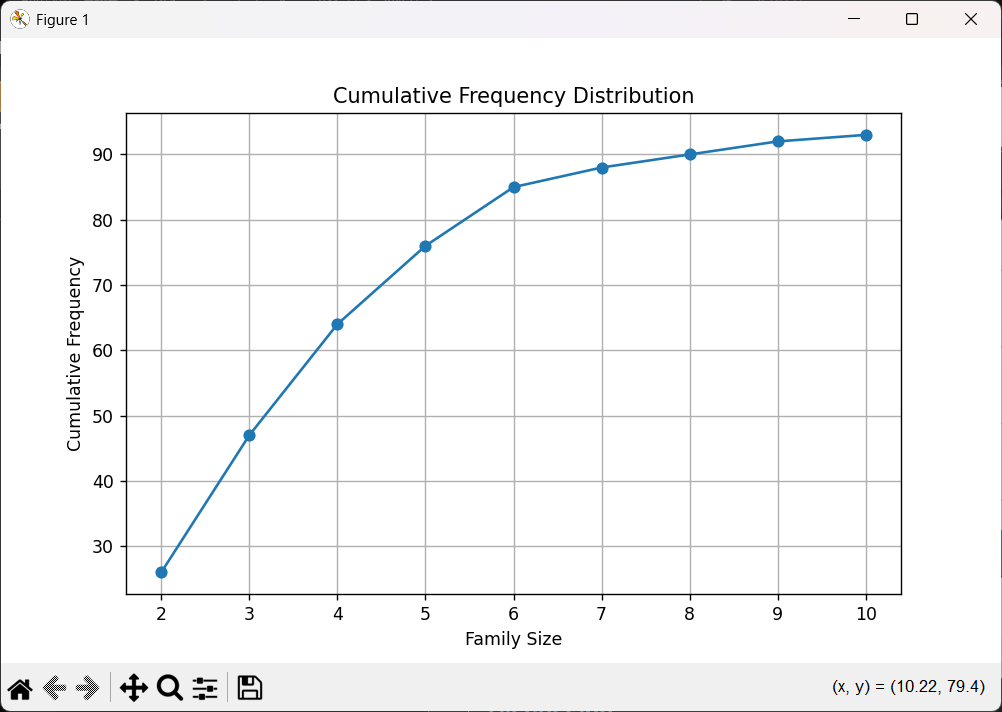 Figure 1
Cumulative Frequency Distribution
Cumulative Frequency
90
80
70
60
50
40
30
2 3 4 5 6 7 8 9 10
Family Size
(x, y) = (10.22, 79.4)